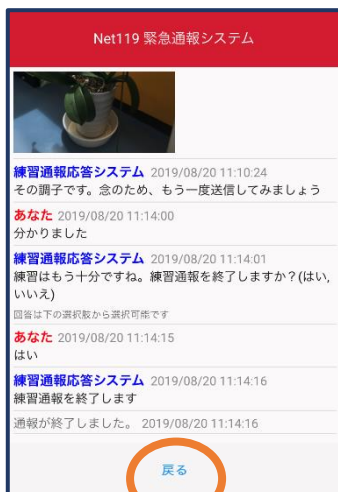 Net119 緊急通報システム
練習通報応答システム 2019/08/20 11:10:24
その調子です。念のため、もう一度送信してみましょう
あなた 2019/08/20 11:14:00
分かりました
練習通報応答システム 2019/08/20 11:14:01
練習はもう十分ですね。練習通報を終了しますか?(はい,
いいえ)
回答は下の選択肢から選択可能です
あなた 2019/08/20 11:14:15
はい
練習通報応答システム 2019/08/20 11:14:16
練習通報を終了します
通報が終了しました。 2019/08/20 11:14:16
戻る